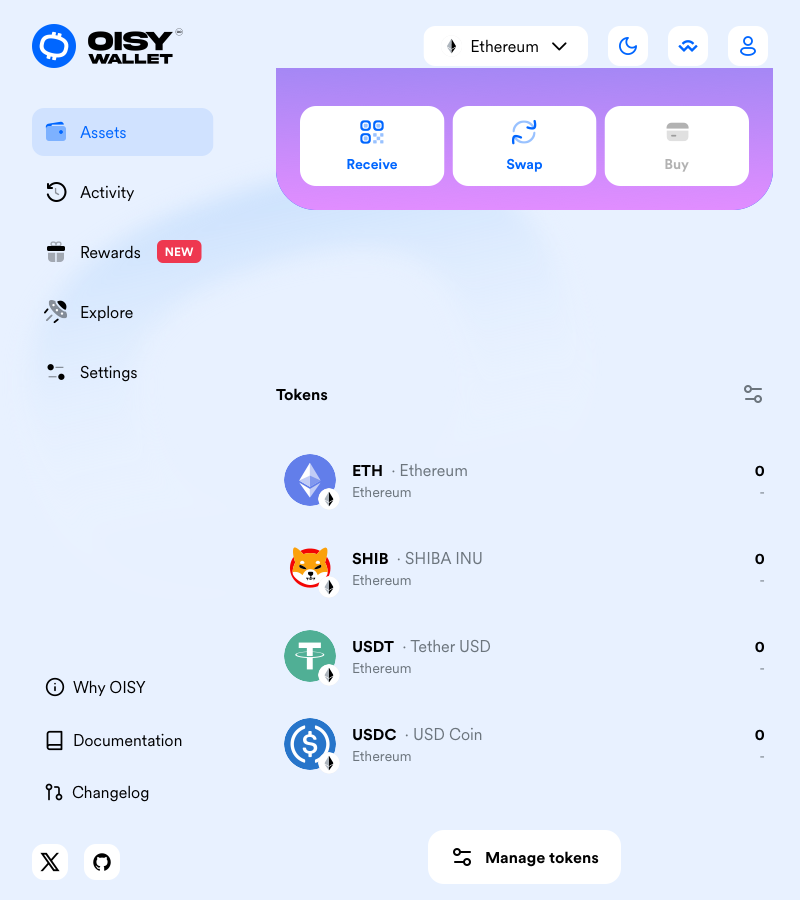 OISY
WALLET
Ethereum
Assets
Activity
Rewards NEW
Explore
Settings
Receive
Swap
Buy
Tokens
ETH · Ethereum
Ethereum
0
-
SHIB · SHIBA INU
Ethereum
0
-
USDT · Tether USD
Ethereum
0
-
USDC · USD Coin
Ethereum
0
-
Why OISY
Documentation
Changelog
Manage tokens